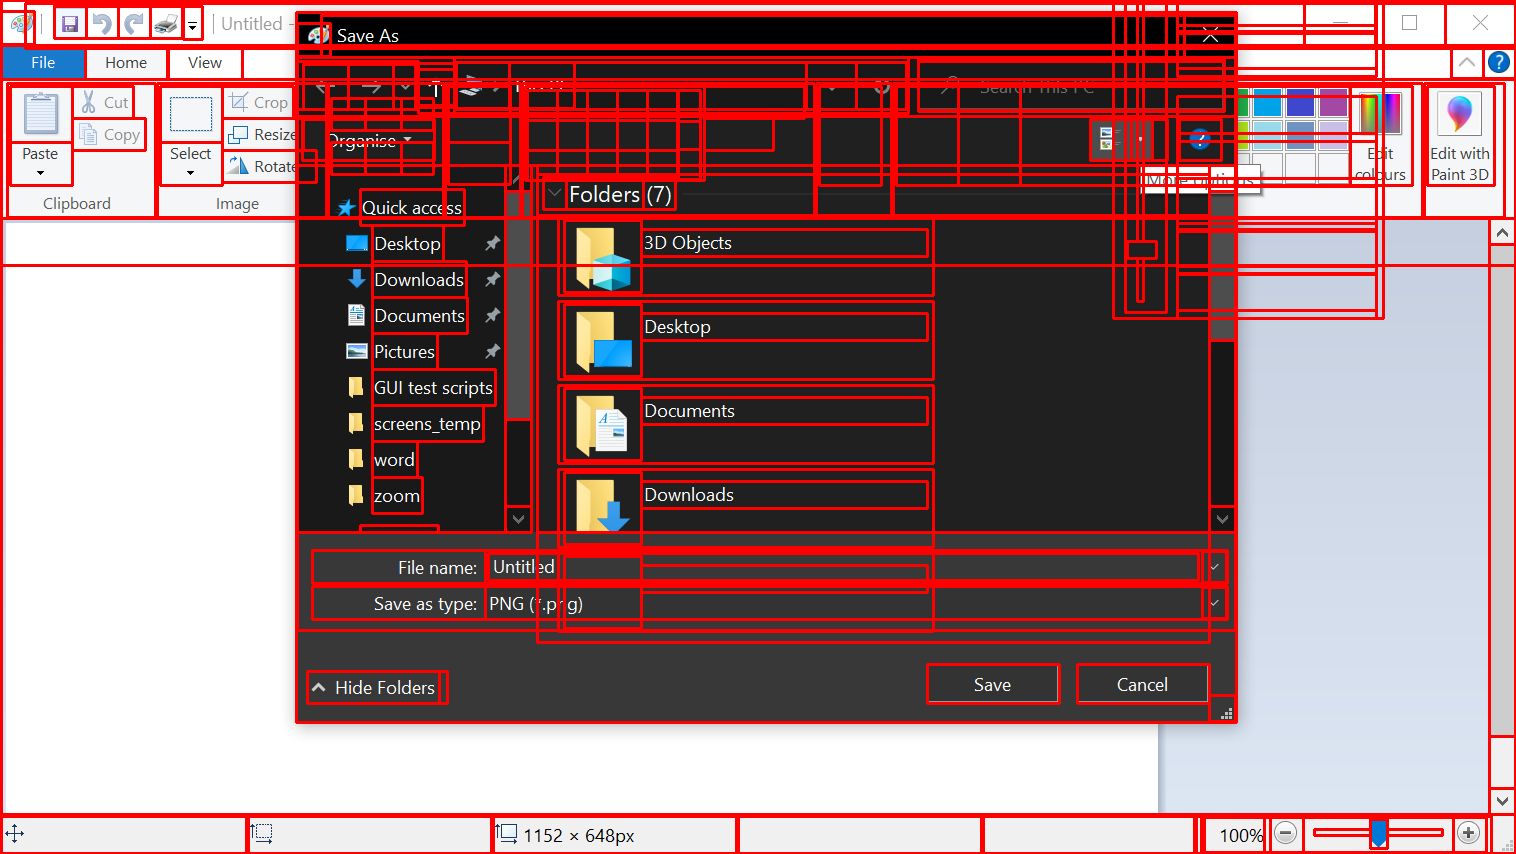 Untitled -
Save As
File
Home
View
Search This PC
Cut
Copy
Paste
Clipboard
Crop
Resize
Rotate
Select
Image
Organise
Edit
colours
Edit with
Paint 3D
More options
Quick access
Desktop
Downloads
Documents
Pictures
GUI test scripts
screens_temp
word
zoom
Folders (7)
3D Objects
Desktop
Documents
Downloads
File name: Untitled
Save as type: PNG (*.png)
Hide Folders
Save
Cancel
1152 × 648px
100%